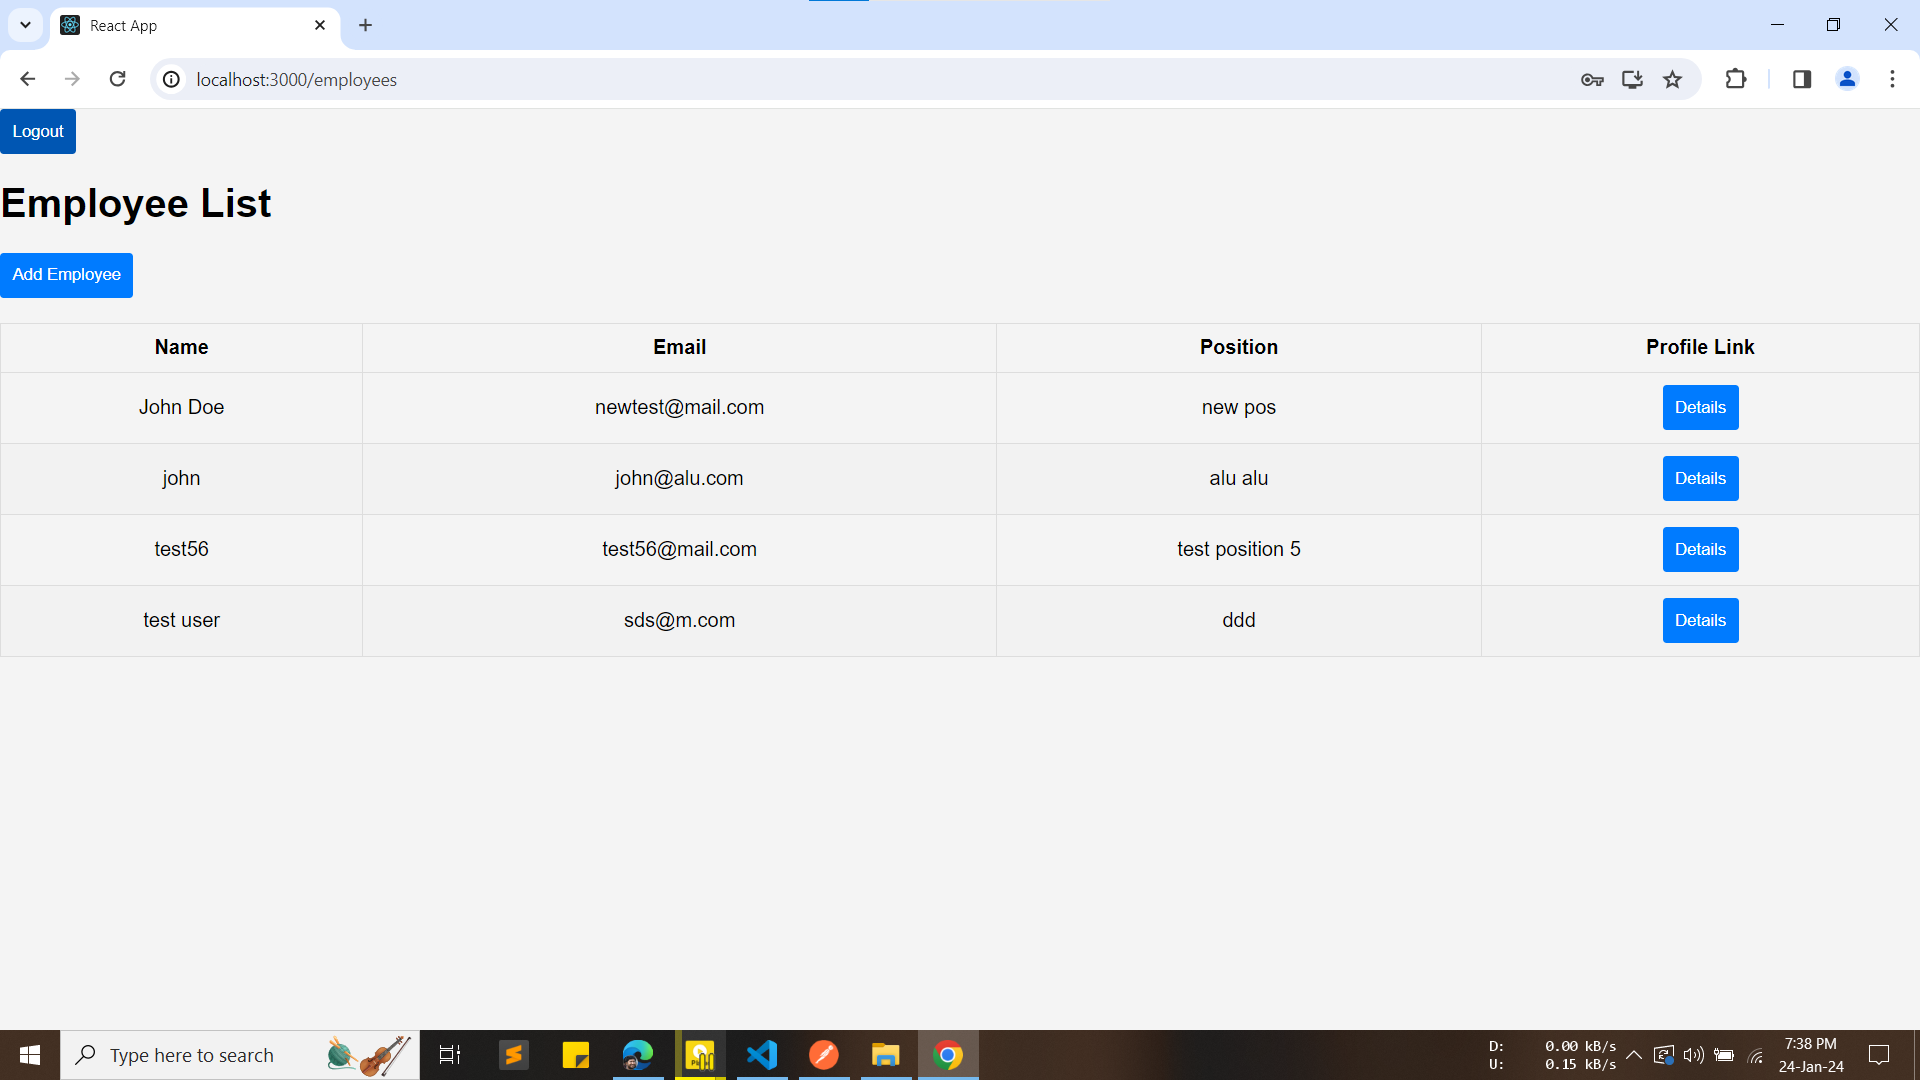 React App
localhost:3000/employees
Logout
Employee List
Add Employee
Name Email Position Profile Link
John Doe newtest@mail.com new pos Details
john john@alu.com alu alu Details
test56 test56@mail.com test position 5 Details
test user sds@m.com ddd Details
Type here to search
D: 0.00 kB/s
U: 0.15 kB/s
7:38 PM
24-Jan-24